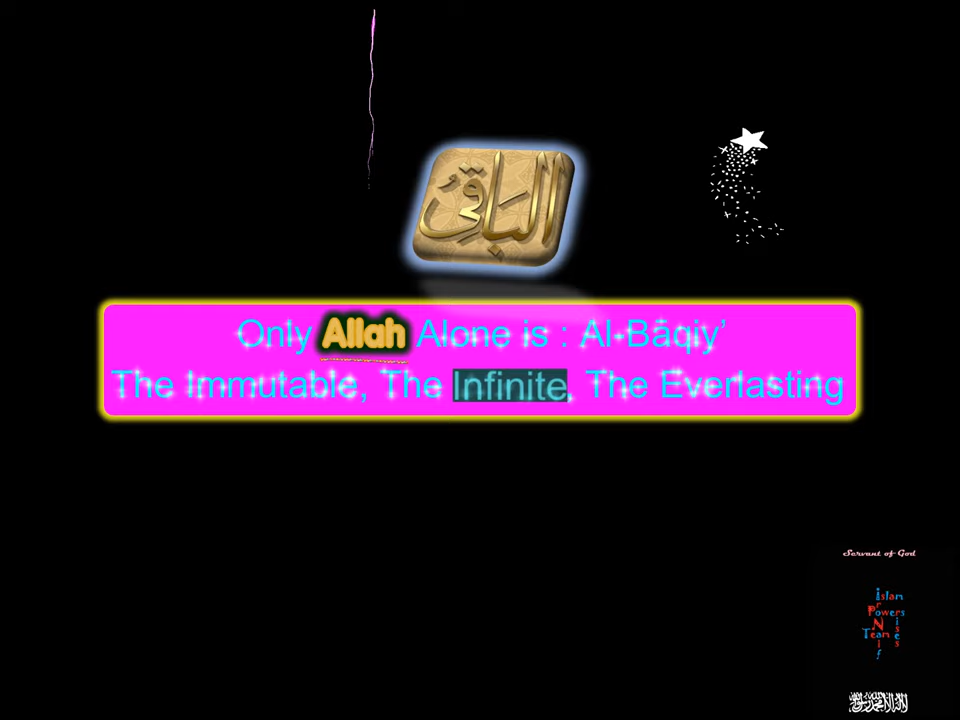 الباقي
Only Allah Alone is : Al-Bāqiy’
The Immutable, The Infinite, The Everlasting
Servant of God
Islam
Powers
Team